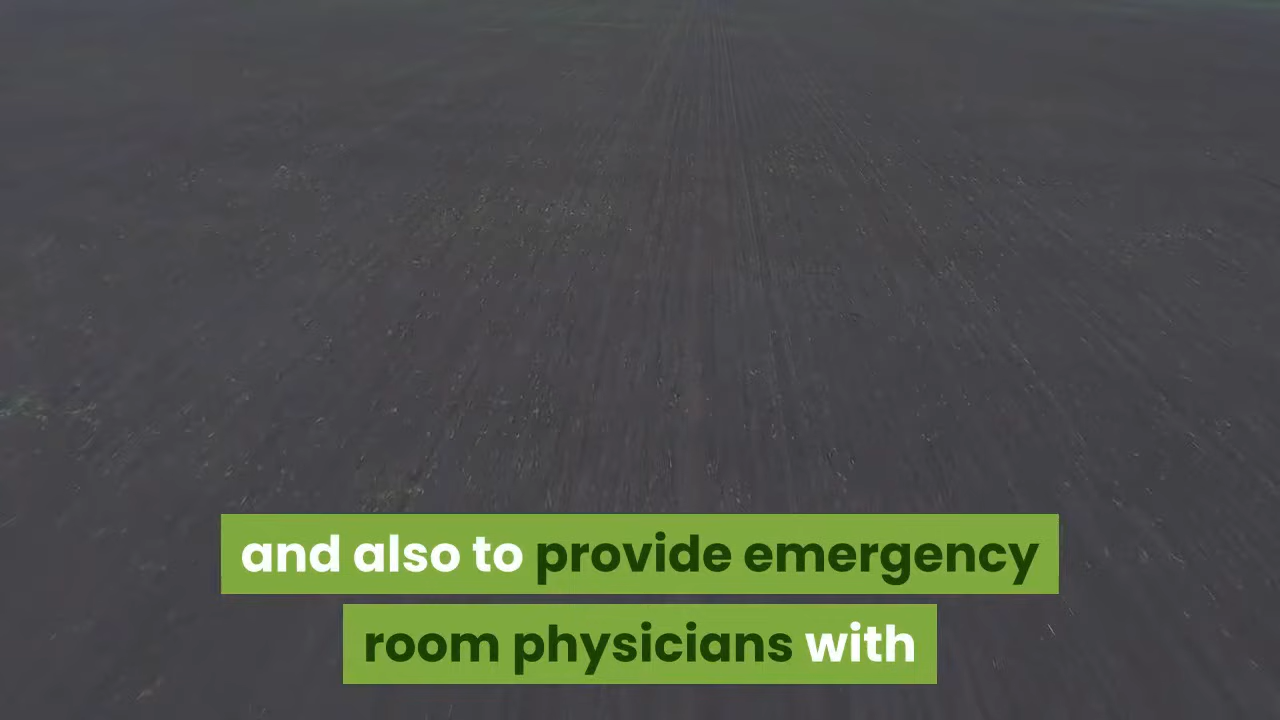 and also to provide emergency
room physicians with